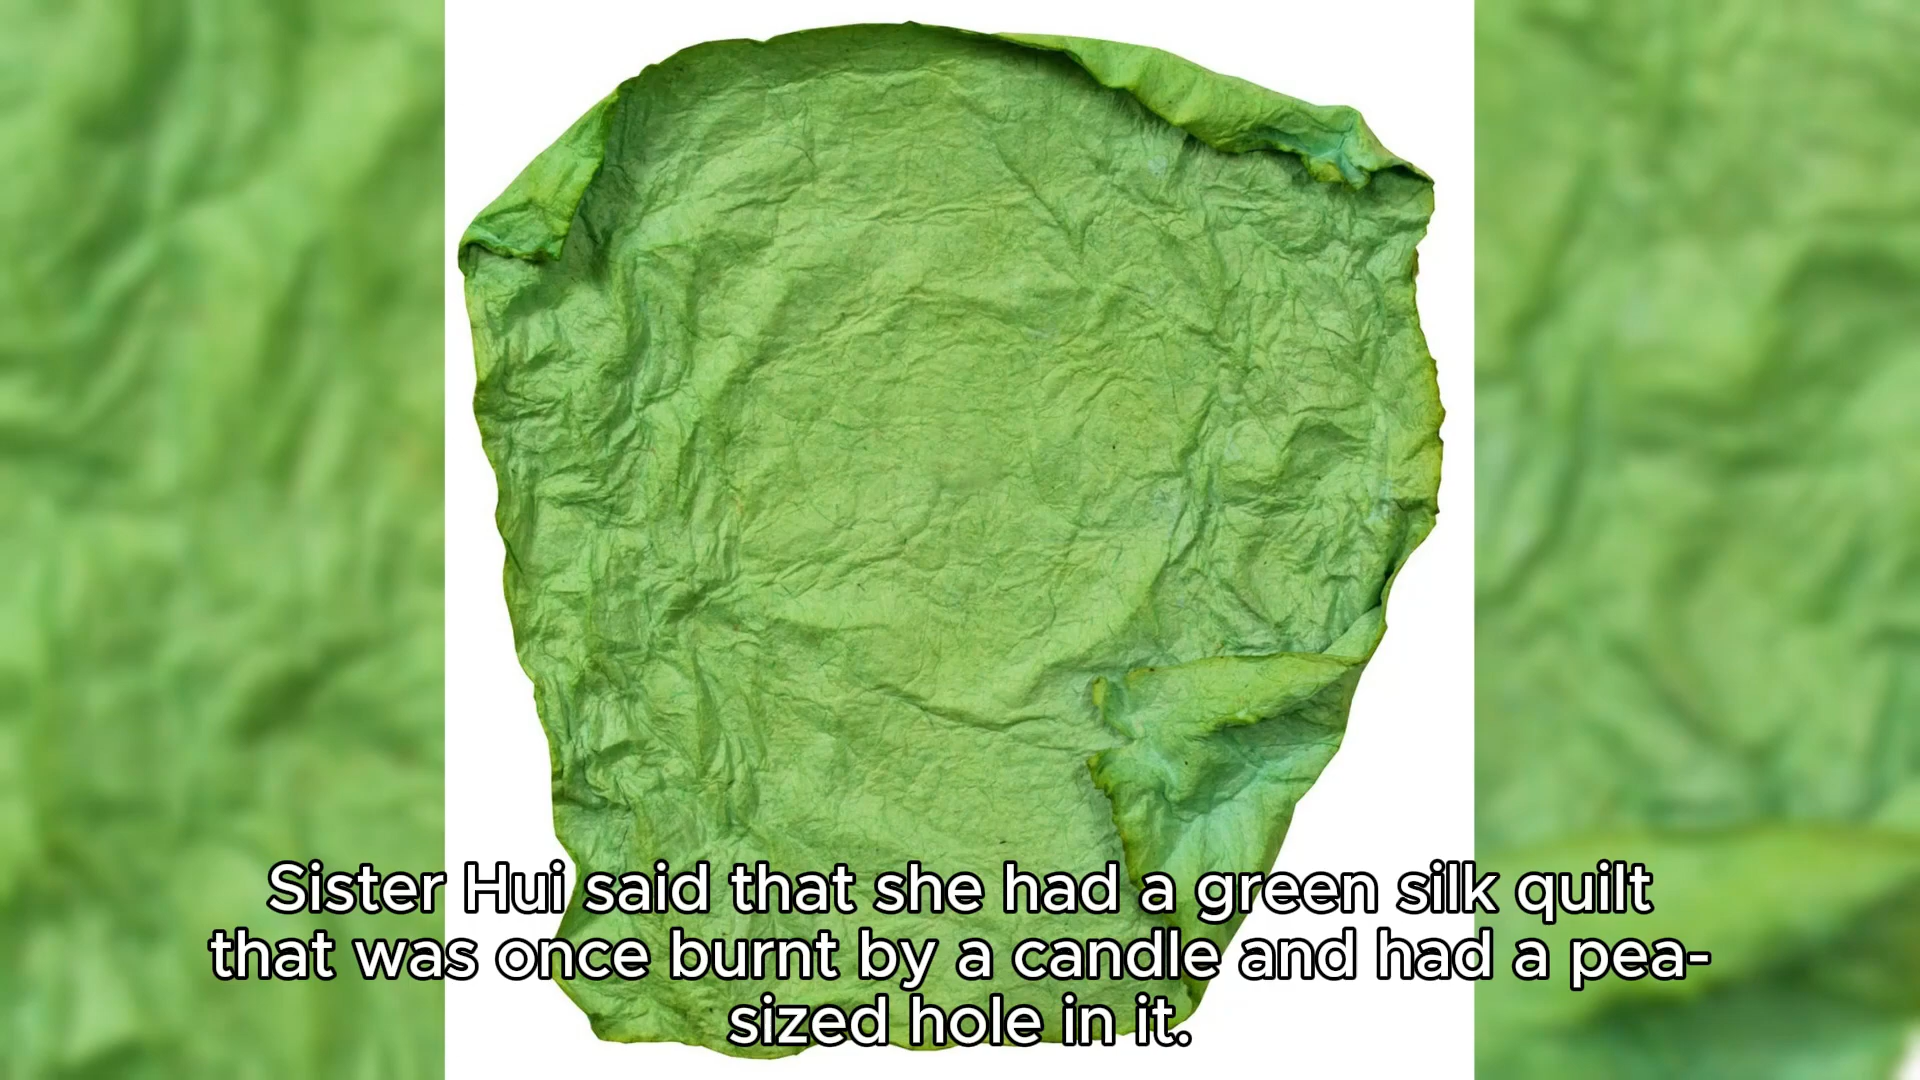 Sister Hui said that she had a green silk quilt
that was once burnt by a candle and had a pea-
sized hole in it.